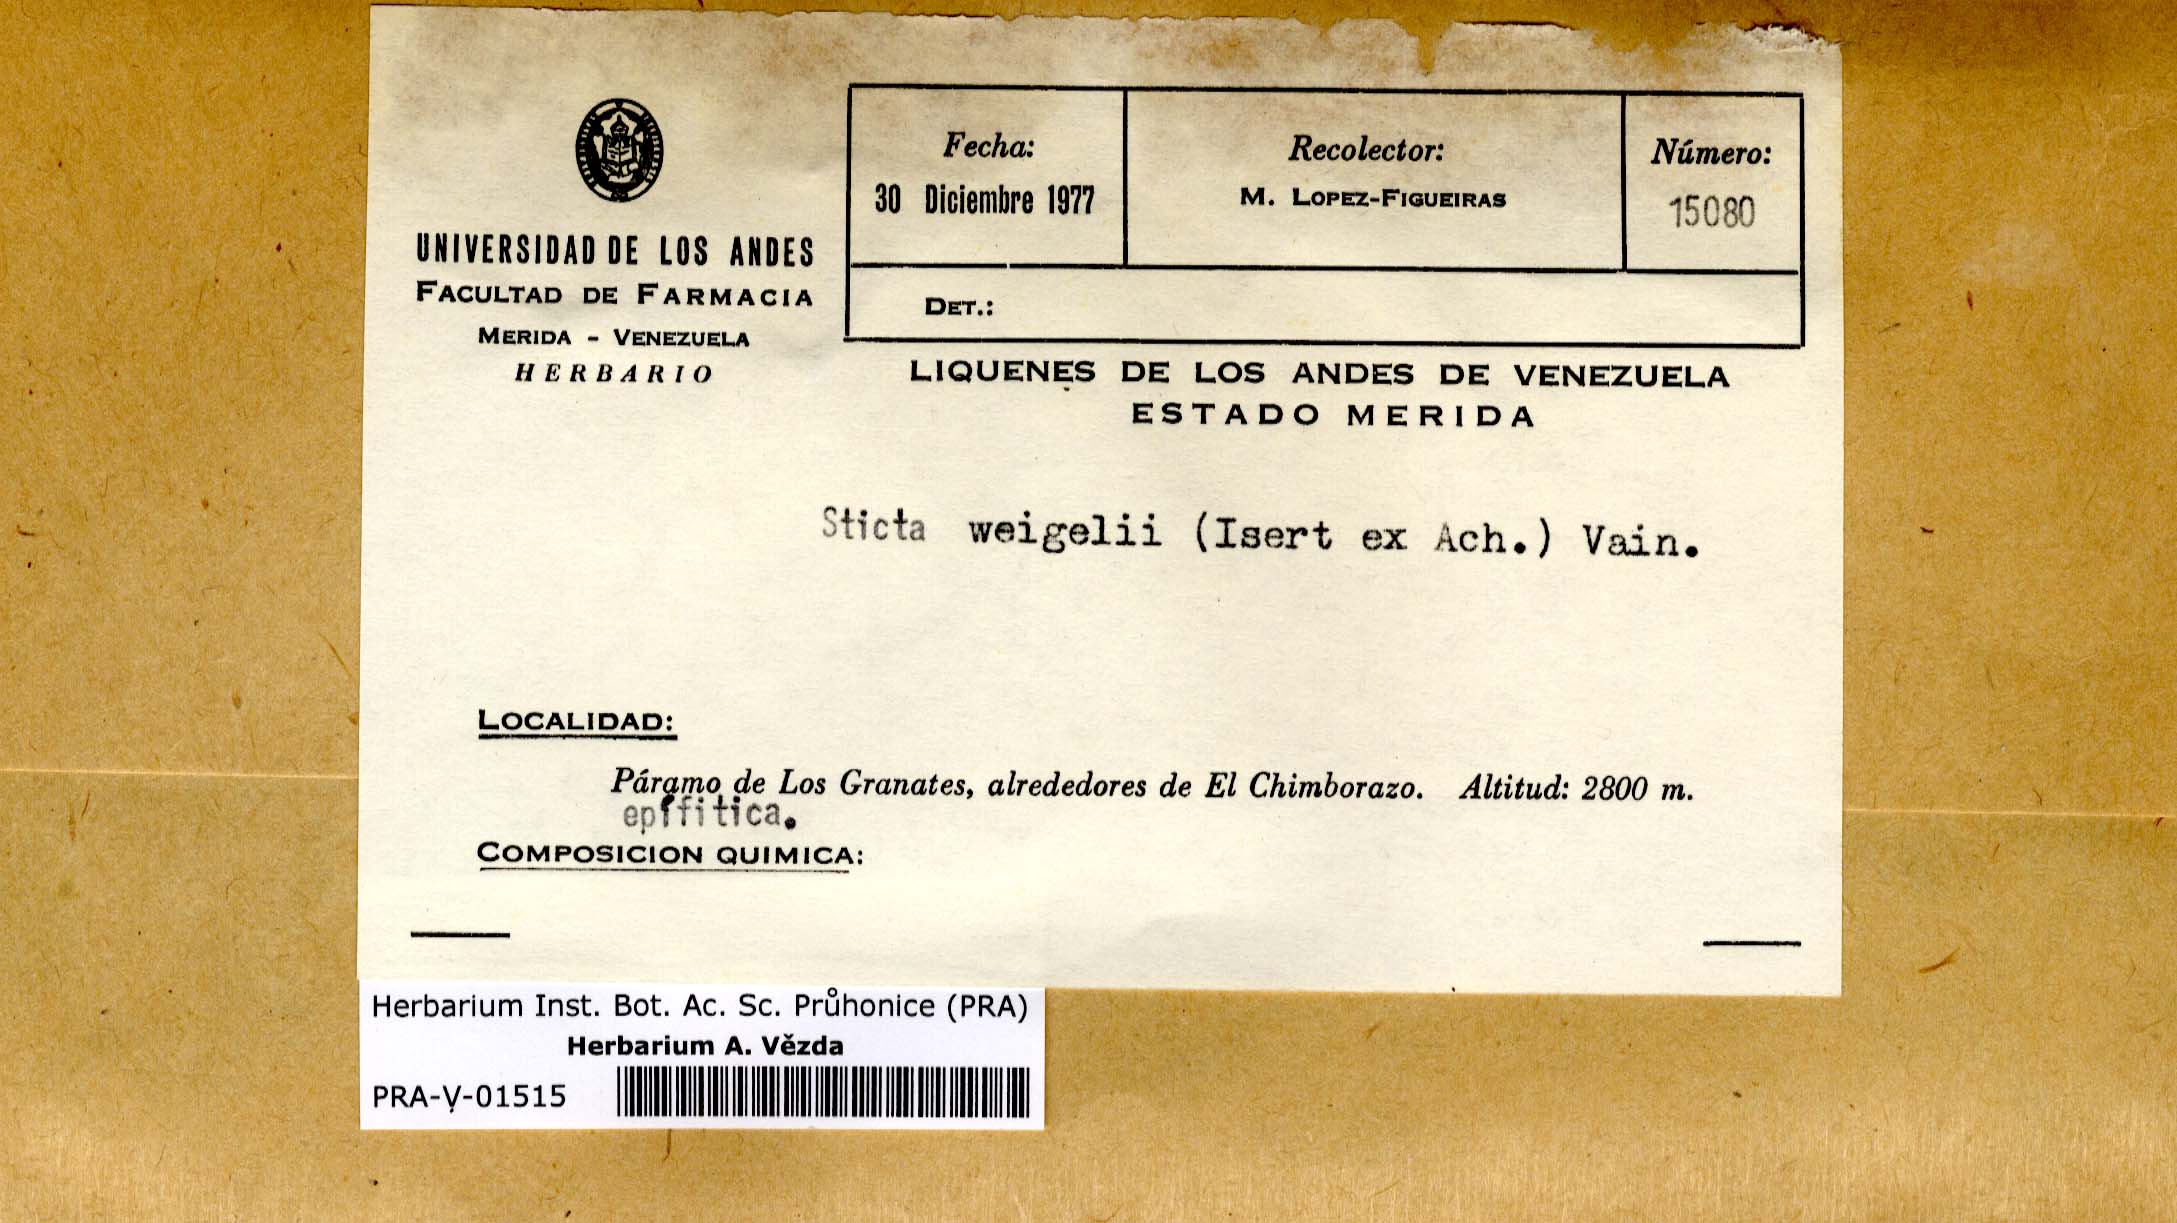 UNIVERSIDAD DE LOS ANDES
FACULTAD DE FARMACIA
MERIDA - VENEZUELA
HERBARIO
Fecha:
30 Diciembre 1977
Recolector:
M. LOPEZ-FIGUEIRAS
Número:
15080
DET.:
LIQUENES DE LOS ANDES DE VENEZUELA
ESTADO MERIDA
Sticta weigelii (Isert ex Ach.) Vain.
LOCALIDAD:
Páramo de Los Granates, alrededores de El Chimborazo. Altitud: 2800 m.
epífitica.
COMPOSICION QUIMICA:
Herbarium Inst. Bot. Ac. Sc. Průhonice (PRA)
Herbarium A. Vězda
PRA-V-01515